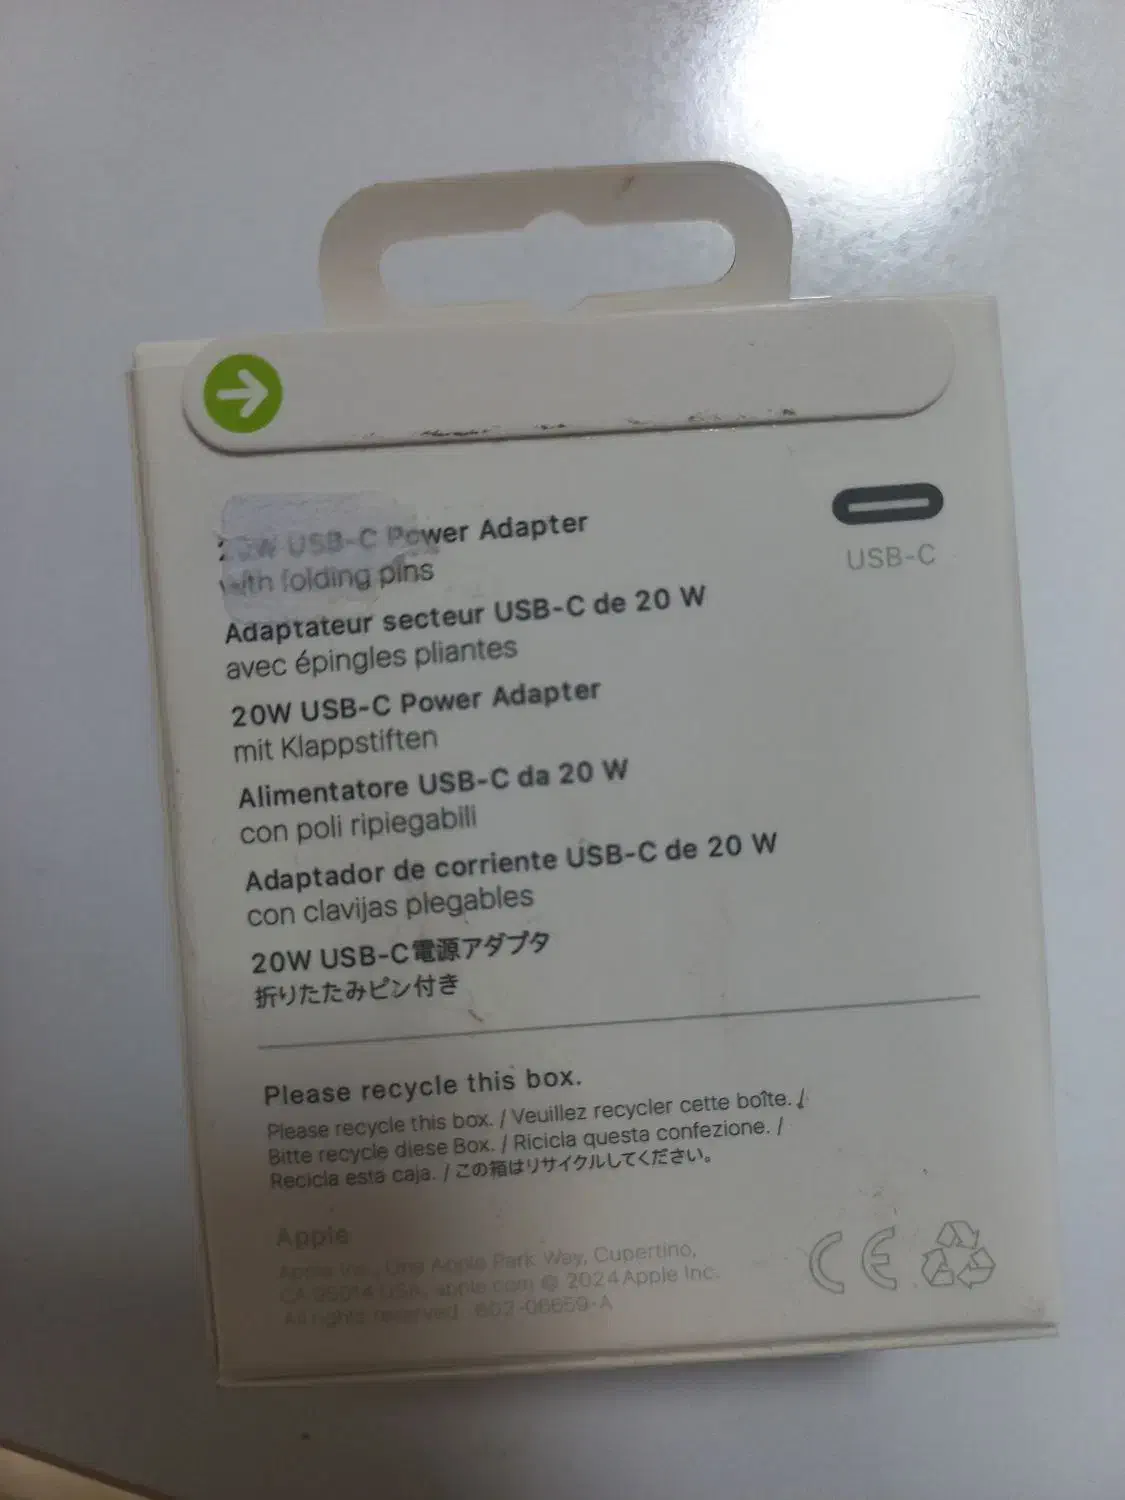 20W USB-C Power Adapter
with folding pins
USB-C
Adaptateur secteur USB-C de 20 W
avec épingles pliantes
20W USB-C Power Adapter
mit Klappstiften
Alimentatore USB-C da 20 W
con poli ripiegabili
Adaptador de corriente USB-C de 20 W
con clavijas plegables
20W USB-C電源アダプタ
折りたたみピン付き
Please recycle this box.
Please recycle this box. / Veuillez recycler cette boîte. /
Bitte recycle diese Box. / Ricicla questa confezione. /
Recicla esta caja. / この箱はリサイクルしてください。
Apple
Apple Inc., One Apple Park Way, Cupertino,
CA 95014 USA, apple.com © 2024 Apple Inc.
All rights reserved. 602-06659-A
CE